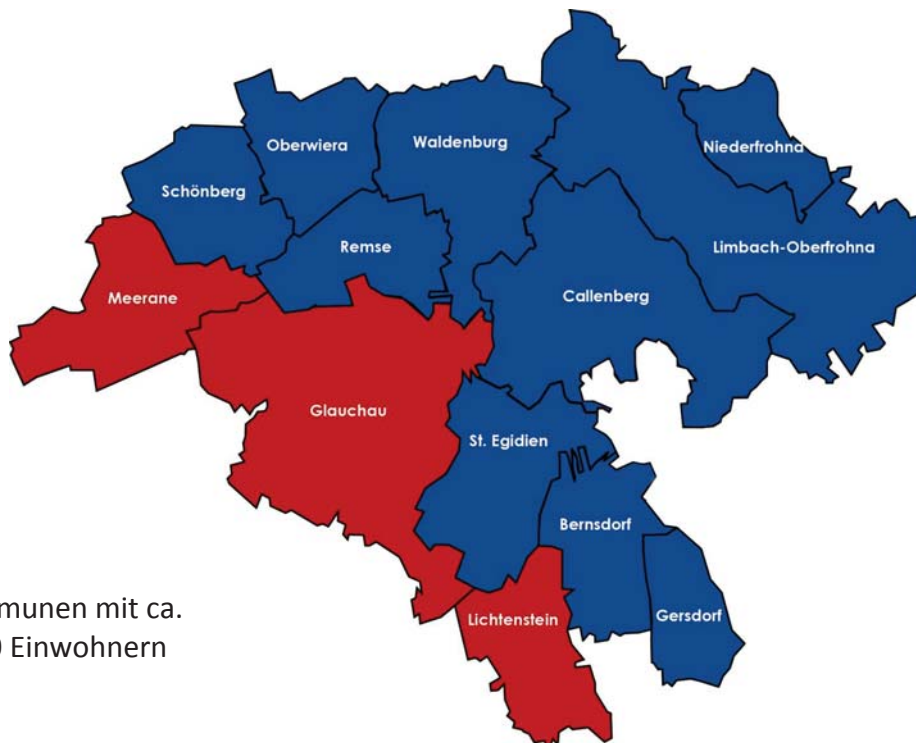 Niederfrohna
Oberwiera
Waldenburg
Schönberg
Remse
Limbach-Oberfrohna
Meerane
Callenberg
Glauchau
St. Egidien
Bernsdorf
Lichtenstein
Gersdorf
munen mit ca.
Einwohnern